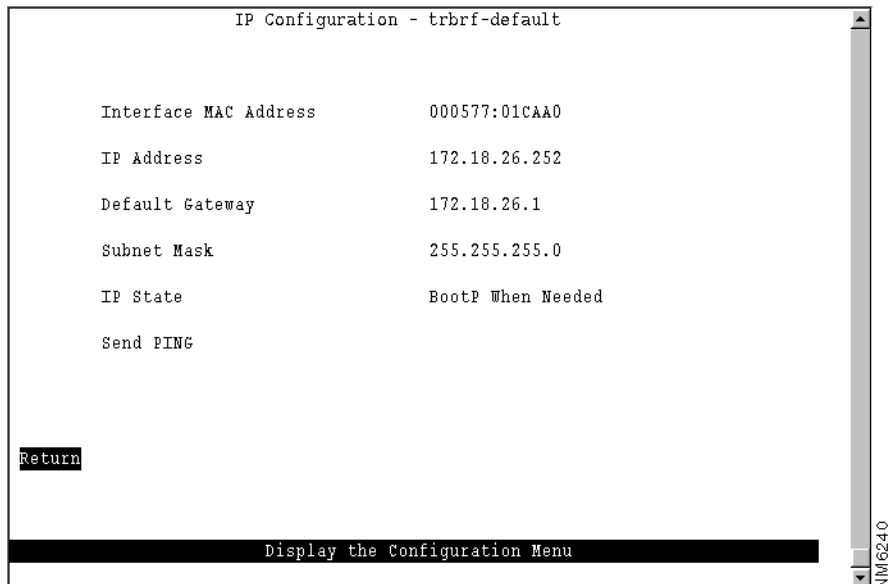 IP Configuration - trbrf-default
Interface MAC Address 000577:01CAA0
IP Address 172.18.26.252
Default Gateway 172.18.26.1
Subnet Mask 255.255.255.0
IP State BootP When Needed
Send PING
Return
Display the Configuration Menu
NM6240